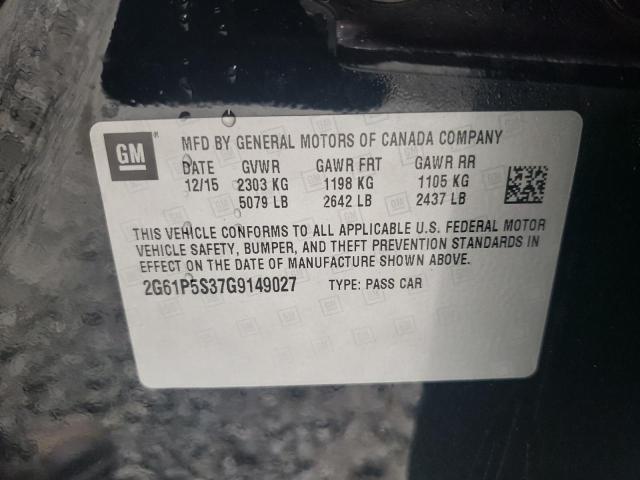 GM
MFD BY GENERAL MOTORS OF CANADA COMPANY
DATE GVWR GAWR FRT GAWR RR
12/15 2303 KG 1198 KG 1105 KG
5079 LB 2642 LB 2437 LB
THIS VEHICLE CONFORMS TO ALL APPLICABLE U.S. FEDERAL MOTOR
VEHICLE SAFETY, BUMPER, AND THEFT PREVENTION STANDARDS IN
EFFECT ON THE DATE OF MANUFACTURE SHOWN ABOVE.
2G61P5S37G9149027 TYPE: PASS CAR